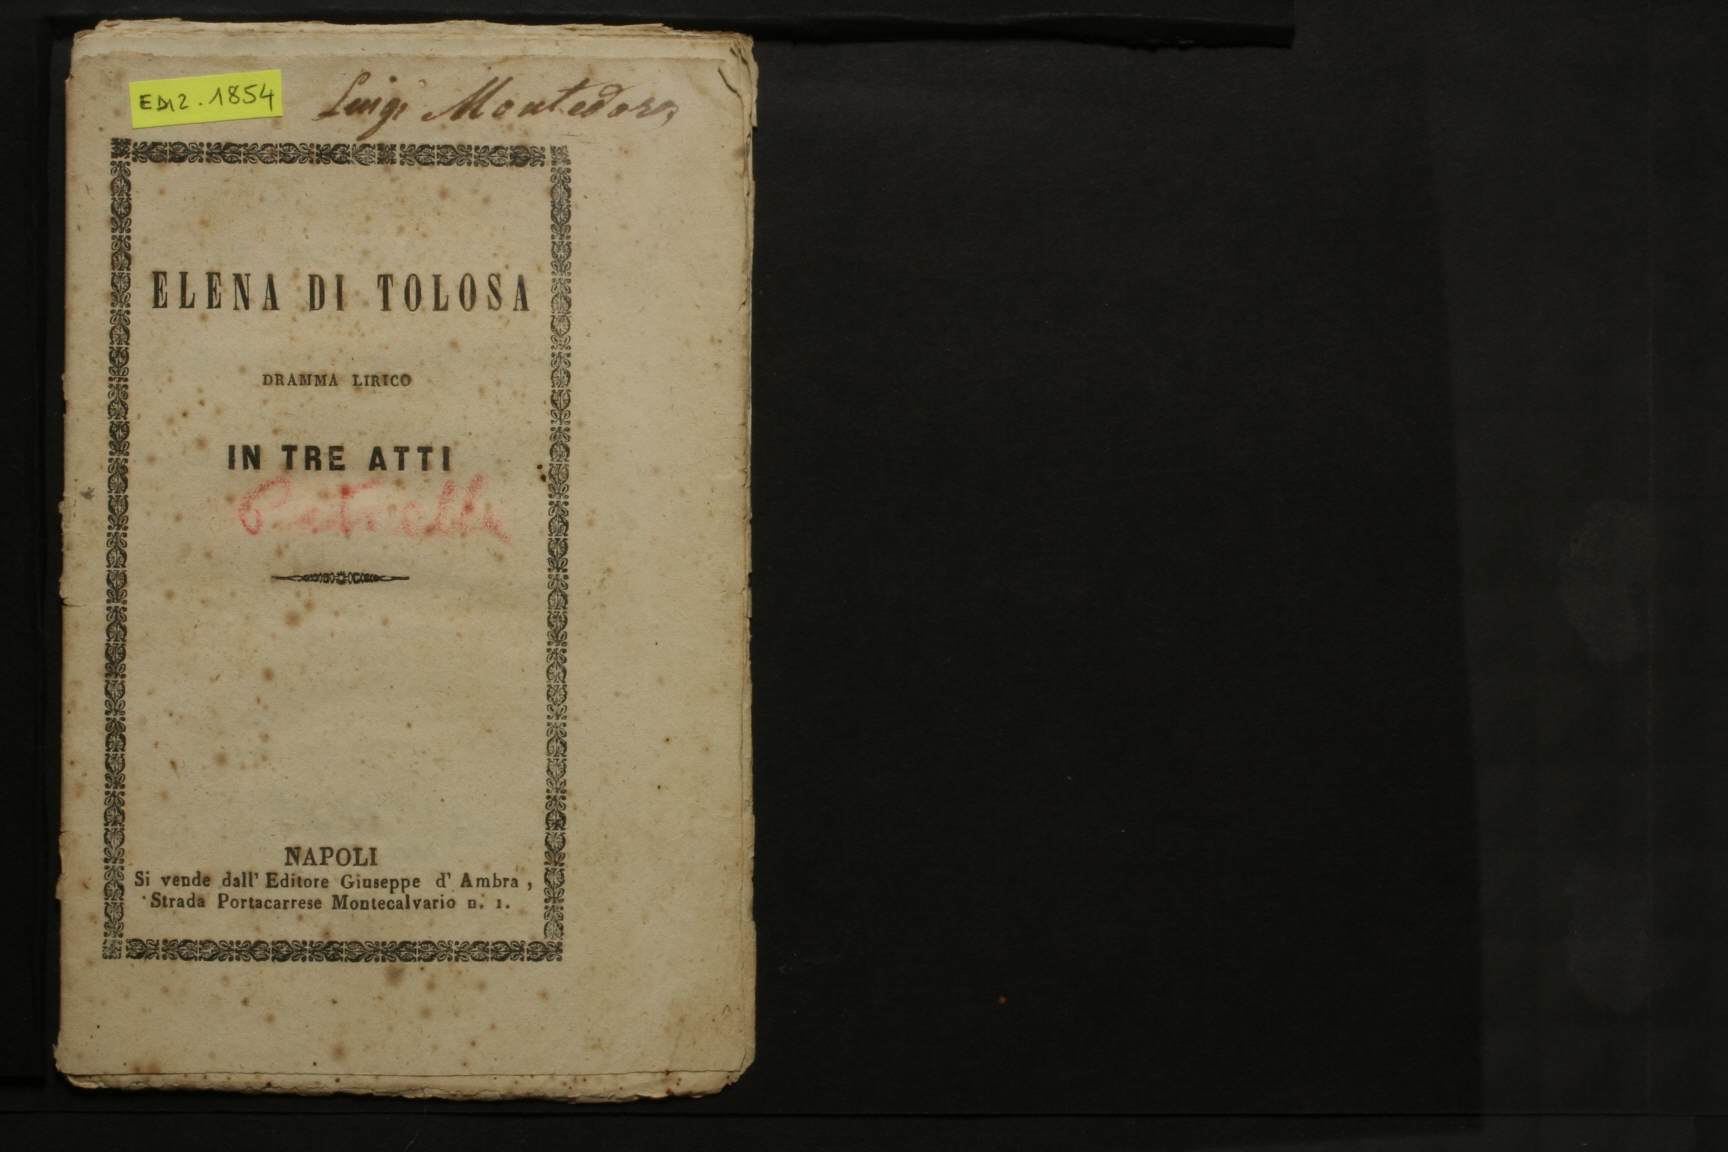 EDIZ. 1854
Luigi Montedoro
ELENA DI TOLOSA
DRAMMA LIRICO
IN TRE ATTI
Petrella
NAPOLI
Si vende dall' Editore Giuseppe d' Ambra ,
Strada Portacarrese Montecalvario n. 1.